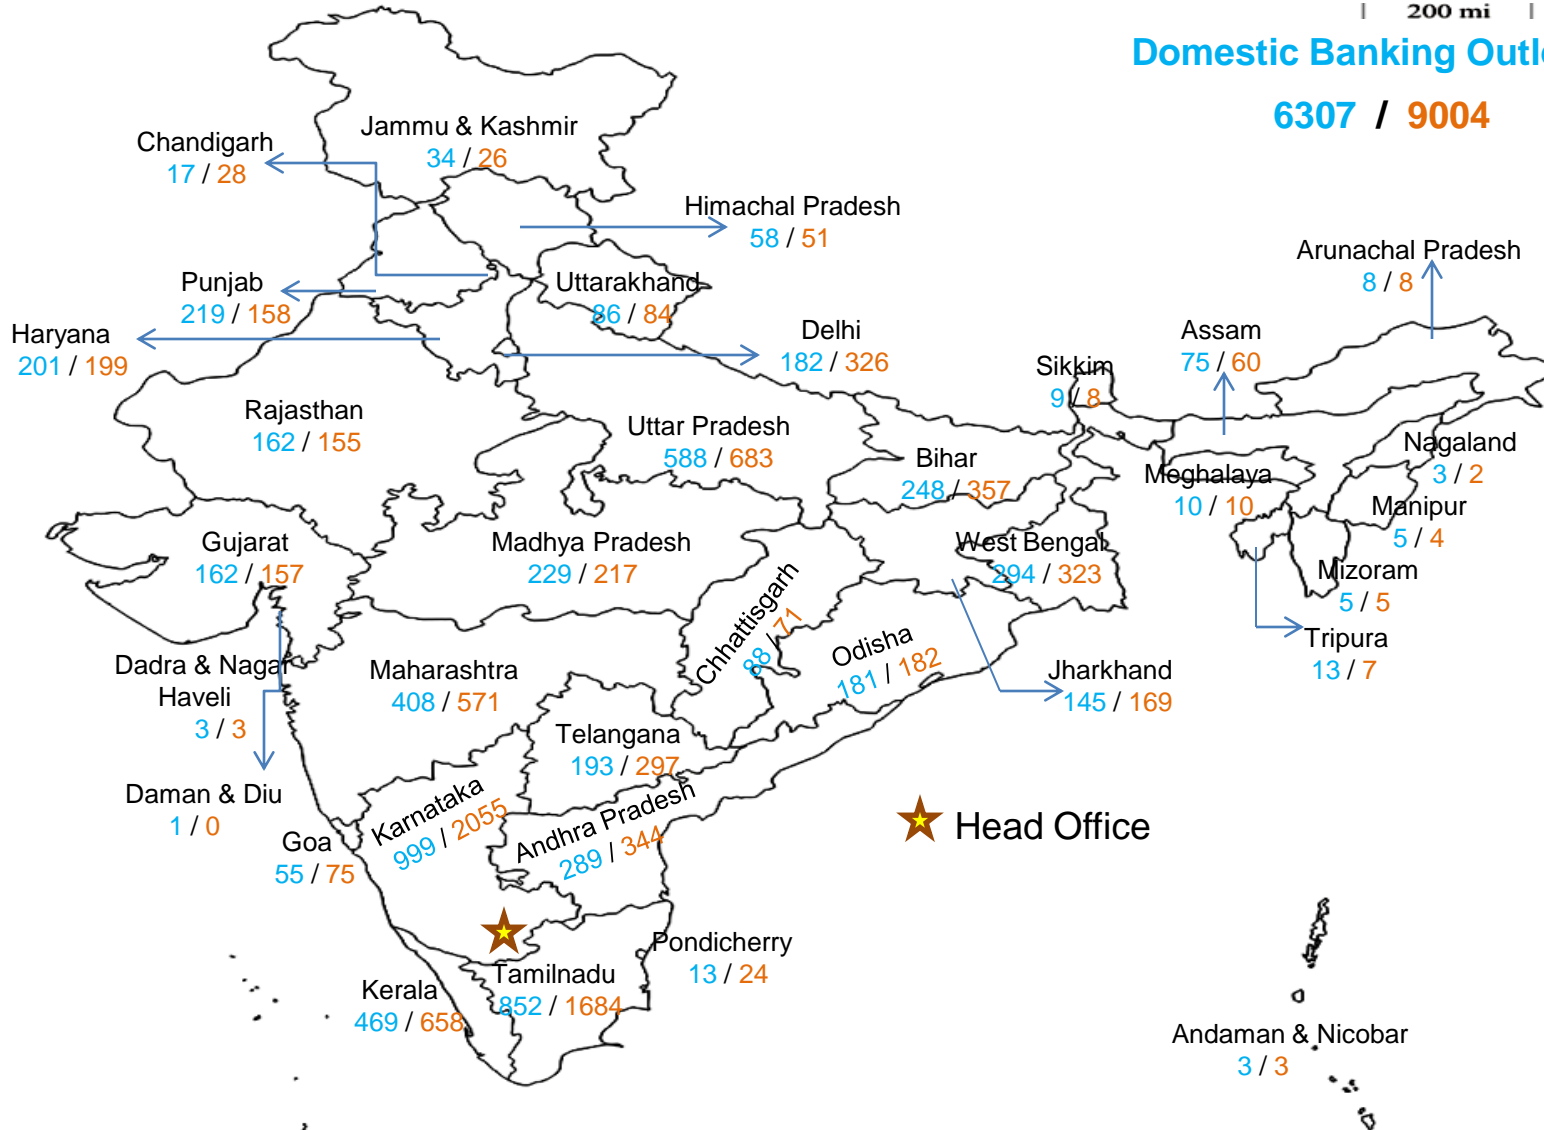 200 mi
Domestic Banking Outl
6307 / 9004
Jammu & Kashmir
34 / 26
Chandigarh
17 / 28
Himachal Pradesh
58 / 51
Arunachal Pradesh
8 / 8
Punjab
219 / 158
Uttarakhand
86 / 84
Haryana
201 / 199
Delhi
182 / 326
Assam
75 / 60
Sikkim
9 / 8
Rajasthan
162 / 155
Uttar Pradesh
588 / 683
Bihar
248 / 357
Nagaland
3 / 2
Meghalaya
10 / 10
Manipur
5 / 4
Gujarat
162 / 157
Madhya Pradesh
229 / 217
West Bengal
294 / 323
Mizoram
5 / 5
Chhattisgarh
88 / 71
Tripura
13 / 7
Odisha
181 / 182
Dadra & Nagar
Haveli
3 / 3
Maharashtra
408 / 571
Jharkhand
145 / 169
Telangana
193 / 297
Daman & Diu
1 / 0
Karnataka
999 / 2055
Andhra Pradesh
289 / 344
Head Office
Goa
55 / 75
Pondicherry
13 / 24
Tamilnadu
852 / 1684
Kerala
469 / 658
Andaman & Nicobar
3 / 3